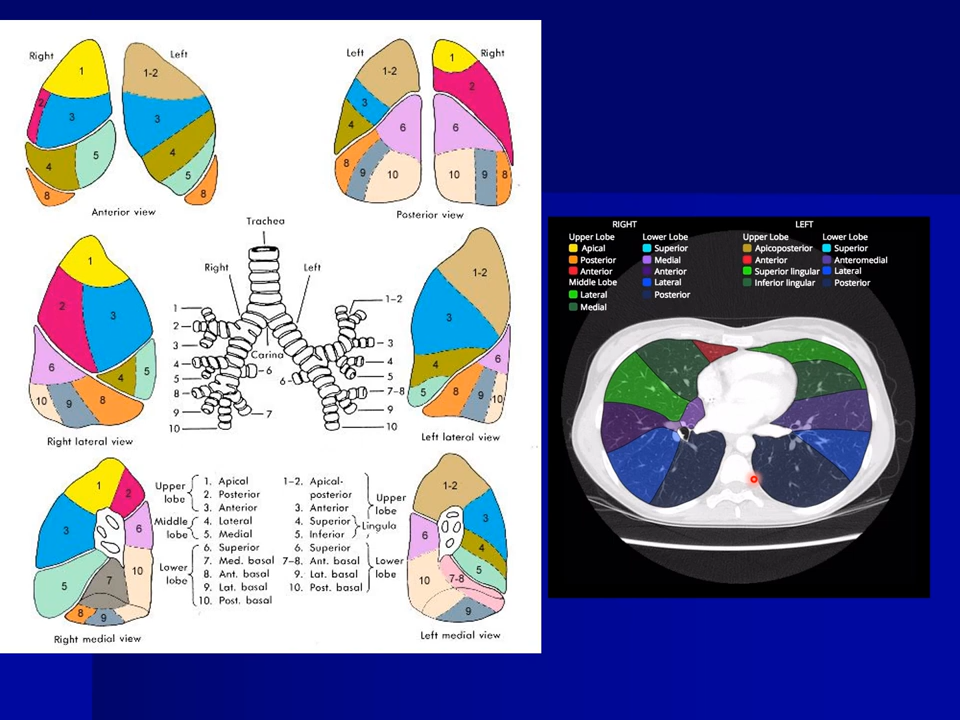 Right
Left
1
1-2
2
3
3
4
5
4
5
8
8
Anterior view
Left
Right
1-2
1
2
3
4
6
6
8
9
10
10
9
8
Posterior view
1
2
3
6
4
5
10
9
8
Right lateral view
Trachea
Right
Left
1
2
3
4
5
8
9
10
1-2
3
4
5
7-8
9
10
Carina
6
6
7
1-2
3
4
6
5
8
9
10
Left lateral view
1
2
3
6
5
7
10
8
9
Right medial view
Upper lobe
1. Apical
2. Posterior
3. Anterior
Middle lobe
4. Lateral
5. Medial
Lower lobe
6. Superior
7. Med. basal
8. Ant. basal
9. Lat. basal
10. Post. basal
1-2. Apical-
posterior
3. Anterior
4. Superior
5. Inferior
Lingula
Upper lobe
6. Superior
7-8. Ant. basal
9. Lat. basal
10. Post. basal
Lower lobe
1-2
3
6
4
5
10
7-8
9
Left medial view
RIGHT
Upper Lobe
Apical
Posterior
Anterior
Middle Lobe
Lateral
Medial
Lower Lobe
Superior
Medial
Anterior
Lateral
Posterior
LEFT
Upper Lobe
Apicoposterior
Anterior
Superior lingular
Inferior lingular
Lower Lobe
Superior
Anteromedial
Lateral
Posterior